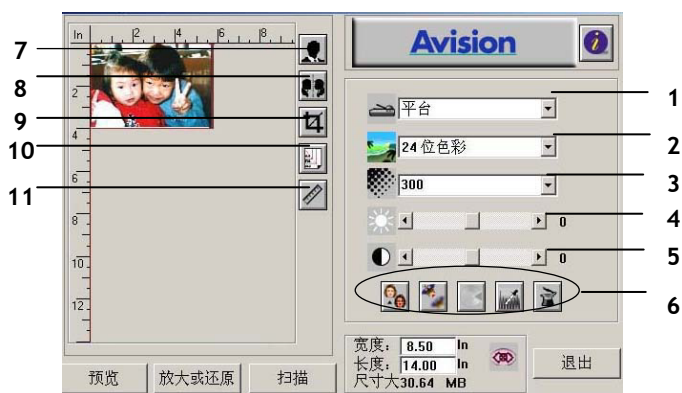 In 2 4 6 8
2
4
6
8
10
12
7
8
9
10
11
Avision
i
平台
24 位色彩
300
0
0
1
2
3
4
5
6
预览 放大或还原 扫描
宽度: 8.50 In
长度: 14.00 In
尺寸大30.64 MB
退出